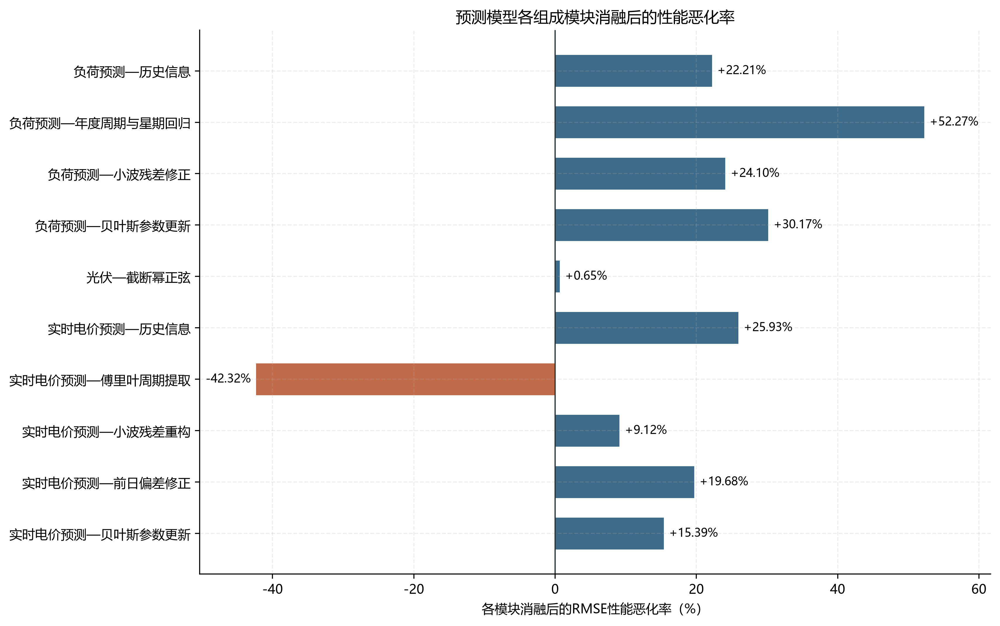 预测模型各组成模块消融后的性能恶化率
负荷预测—历史信息
+22.21%
负荷预测—年度周期与星期回归
+52.27%
负荷预测—小波残差修正
+24.10%
负荷预测—贝叶斯参数更新
+30.17%
光伏—截断幂正弦
+0.65%
实时电价预测—历史信息
+25.93%
实时电价预测—傅里叶周期提取
-42.32%
实时电价预测—小波残差重构
+9.12%
实时电价预测—前日偏差修正
+19.68%
实时电价预测—贝叶斯参数更新
+15.39%
-40 -20 0 20 40 60
各模块消融后的RMSE性能恶化率（%）